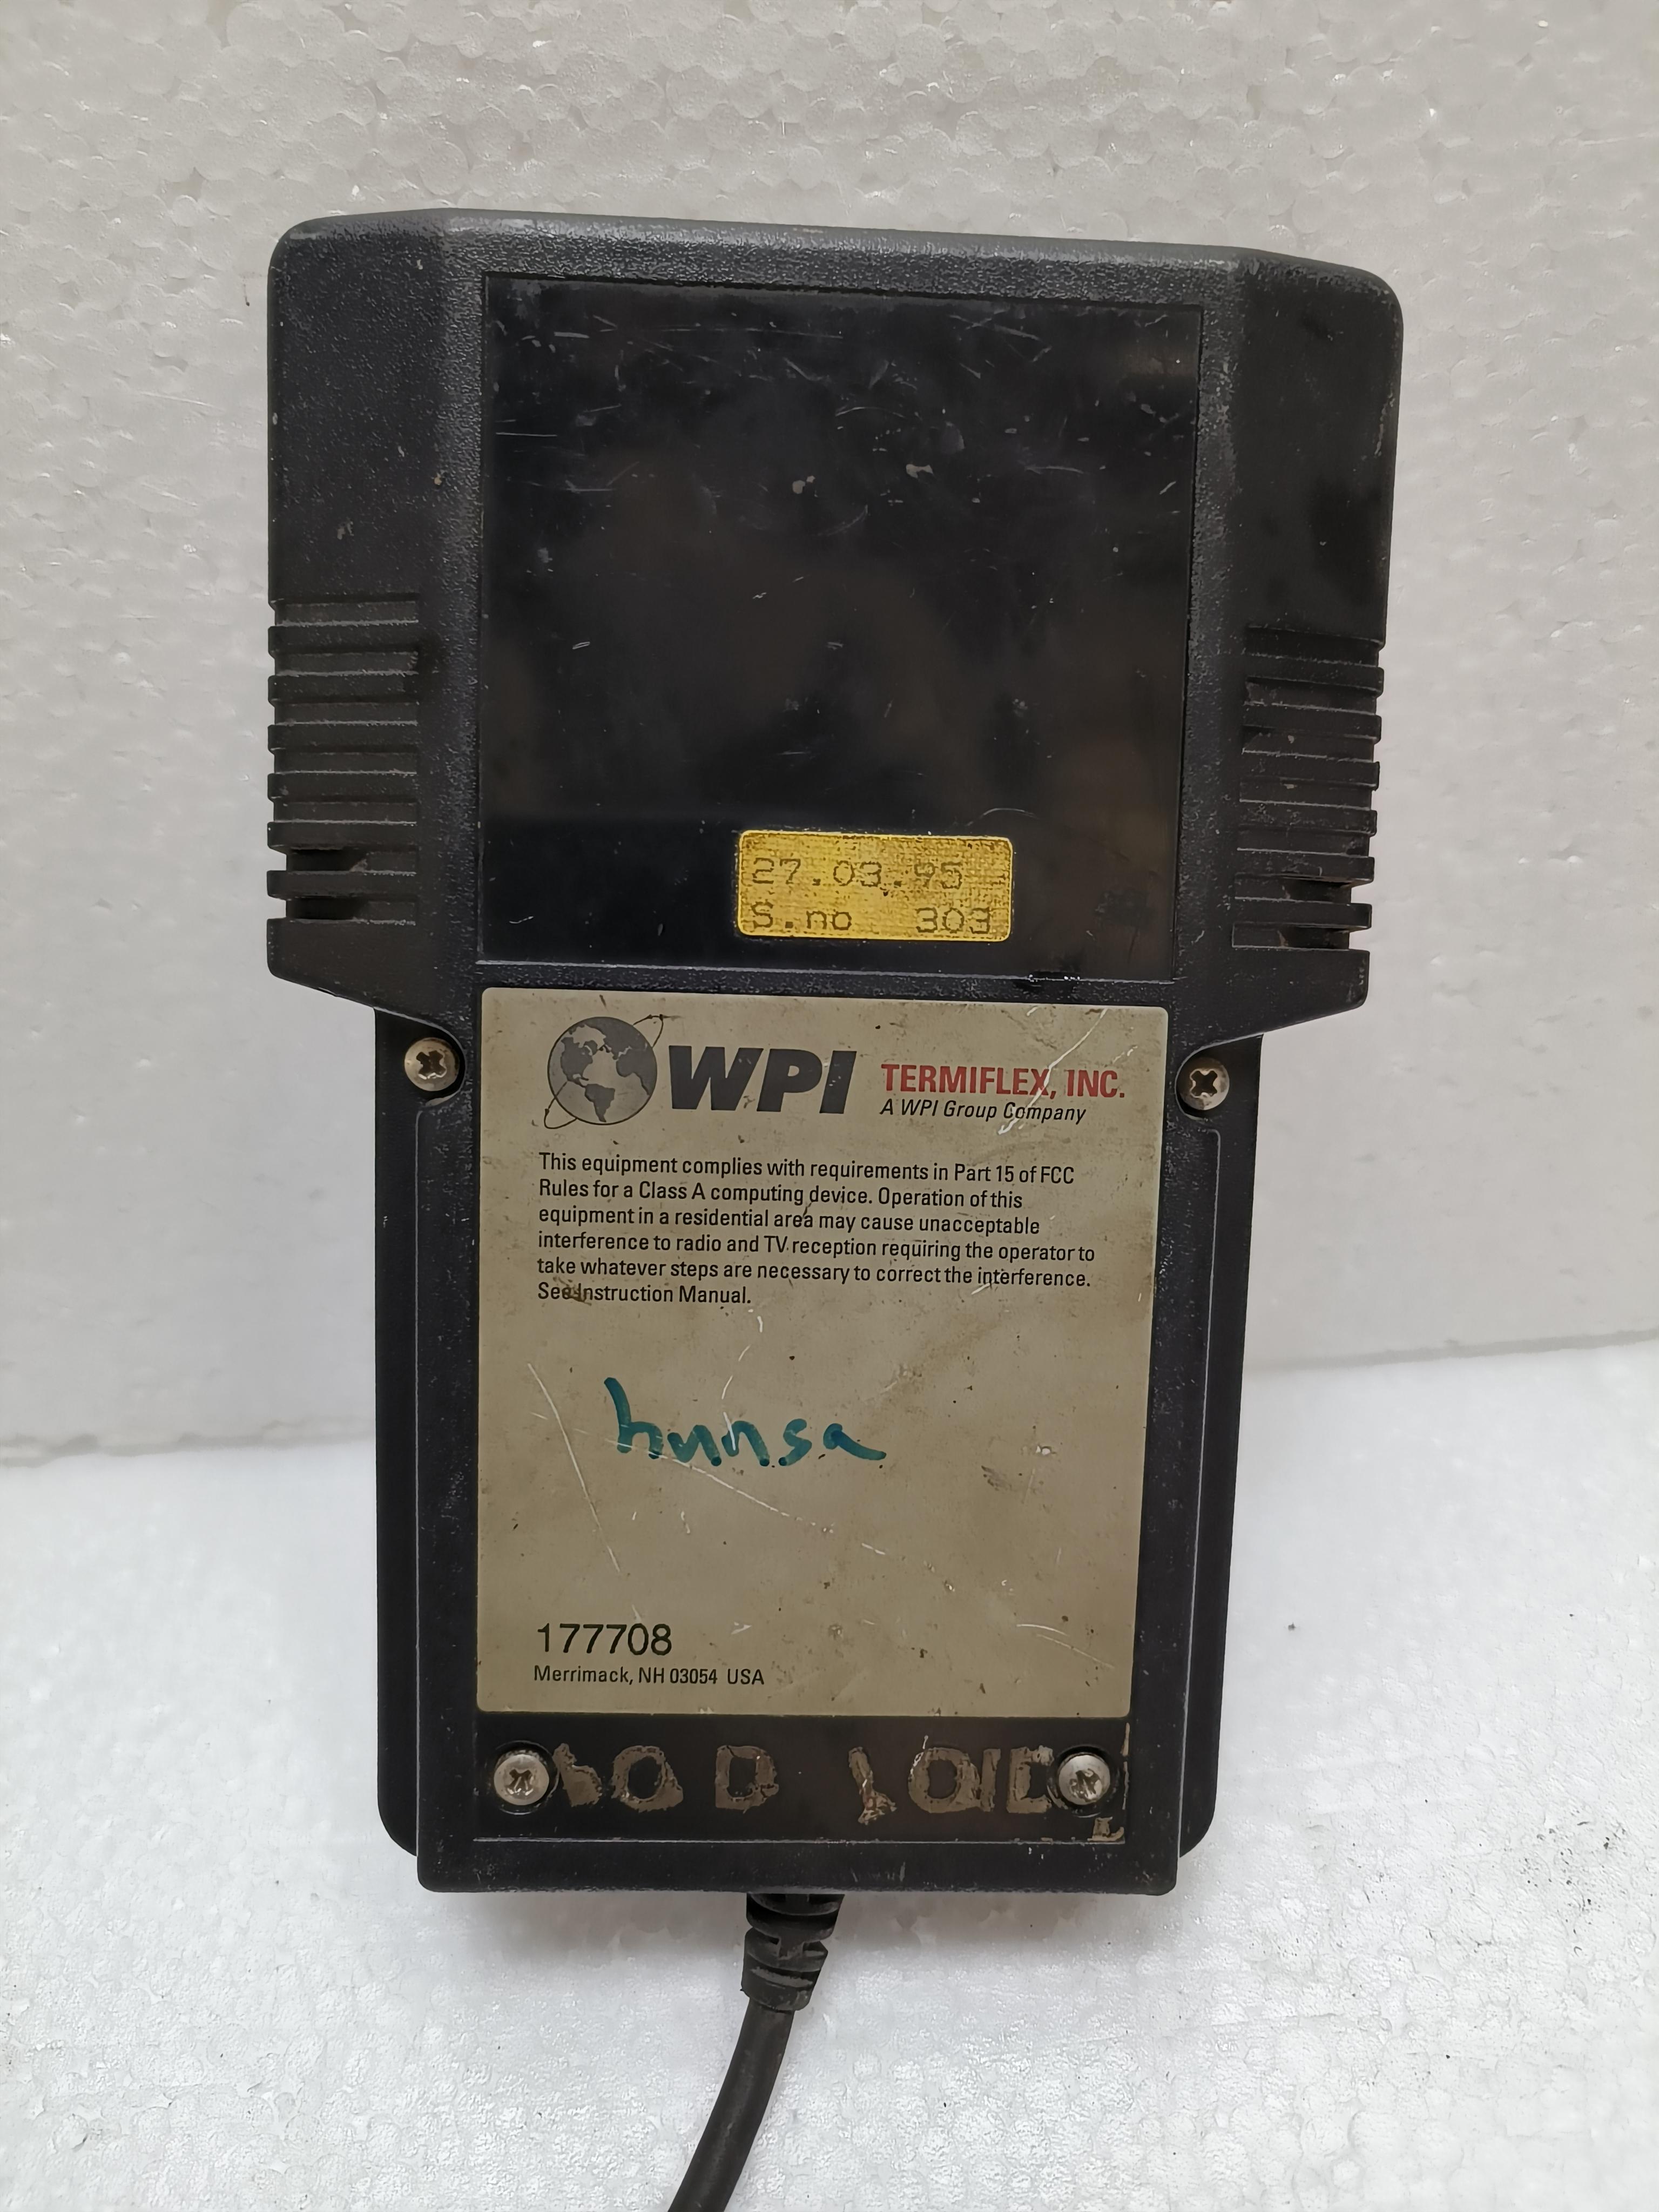 27.03.95
S.no 303
WPI TERMIFLEX, INC.
A WPI Group Company
This equipment complies with requirements in Part 15 of FCC
Rules for a Class A computing device. Operation of this
equipment in a residential area may cause unacceptable
interference to radio and TV reception requiring the operator to
take whatever steps are necessary to correct the interference.
See Instruction Manual.
177708
Merrimack, NH 03054 USA